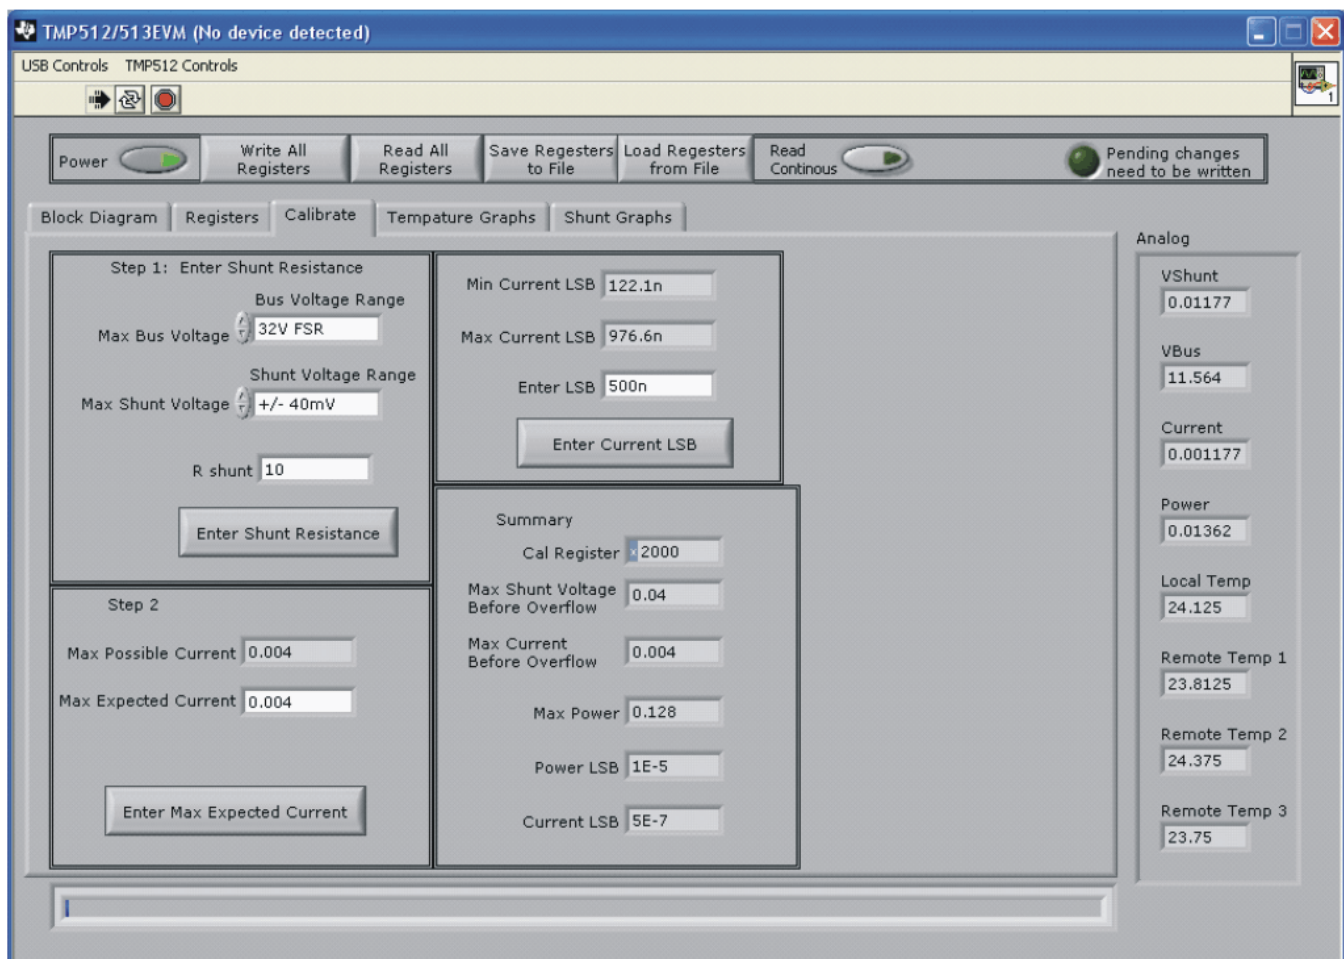 TMP512/513EVM (No device detected)
USB Controls TMP512 Controls
1
Power
Write All
Registers
Read All
Registers
Save Regesters
to File
Load Regesters
from File
Read
Continous
Pending changes
need to be written
Block Diagram
Registers
Calibrate
Tempature Graphs
Shunt Graphs
Step 1: Enter Shunt Resistance
Bus Voltage Range
Max Bus Voltage 32V FSR
Shunt Voltage Range
Max Shunt Voltage +/- 40mV
R shunt 10
Enter Shunt Resistance
Step 2
Max Possible Current 0.004
Max Expected Current 0.004
Enter Max Expected Current
Min Current LSB 122.1n
Max Current LSB 976.6n
Enter LSB 500n
Enter Current LSB
Summary
Cal Register x 2000
Max Shunt Voltage
Before Overflow 0.04
Max Current
Before Overflow 0.004
Max Power 0.128
Power LSB 1E-5
Current LSB 5E-7
Analog
VShunt
0.01177
VBus
11.564
Current
0.001177
Power
0.01362
Local Temp
24.125
Remote Temp 1
23.8125
Remote Temp 2
24.375
Remote Temp 3
23.75